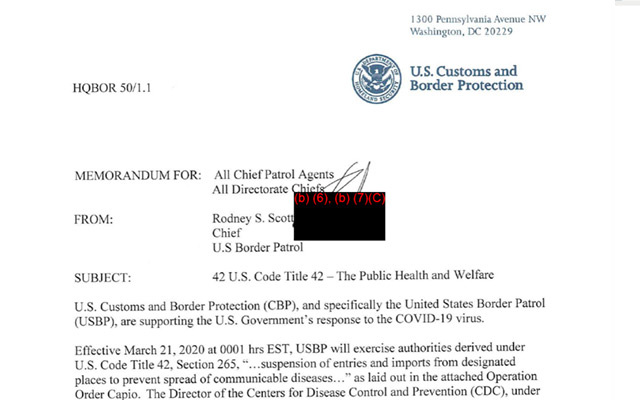 1300 Pennsylvania Avenue NW
Washington, DC 20229
U.S. Customs and
Border Protection
HQBOR 50/1.1
MEMORANDUM FOR: All Chief Patrol Agents
All Directorate Chiefs
(b) (6), (b) (7)(C)
FROM: Rodney S. Scott
Chief
U.S Border Patrol
SUBJECT: 42 U.S. Code Title 42 – The Public Health and Welfare
U.S. Customs and Border Protection (CBP), and specifically the United States Border Patrol
(USBP), are supporting the U.S. Government's response to the COVID-19 virus.
Effective March 21, 2020 at 0001 hrs EST, USBP will exercise authorities derived under
U.S. Code Title 42, Section 265, “…suspension of entries and imports from designated
places to prevent spread of communicable diseases…” as laid out in the attached Operation
Order Capio. The Director of the Centers for Disease Control and Prevention (CDC), under